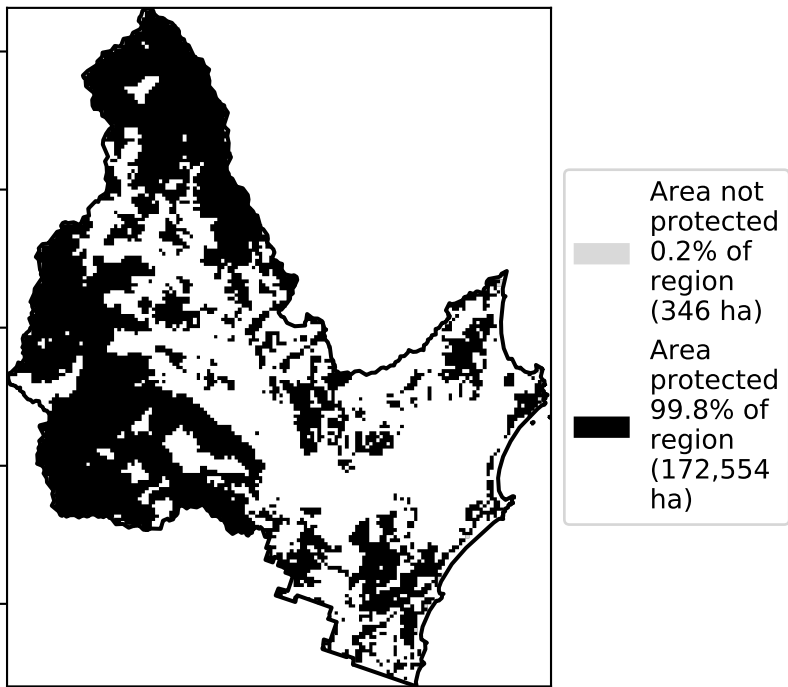 Area not
protected
0.2% of
region
(346 ha)
Area
protected
99.8% of
region
(172,554
ha)